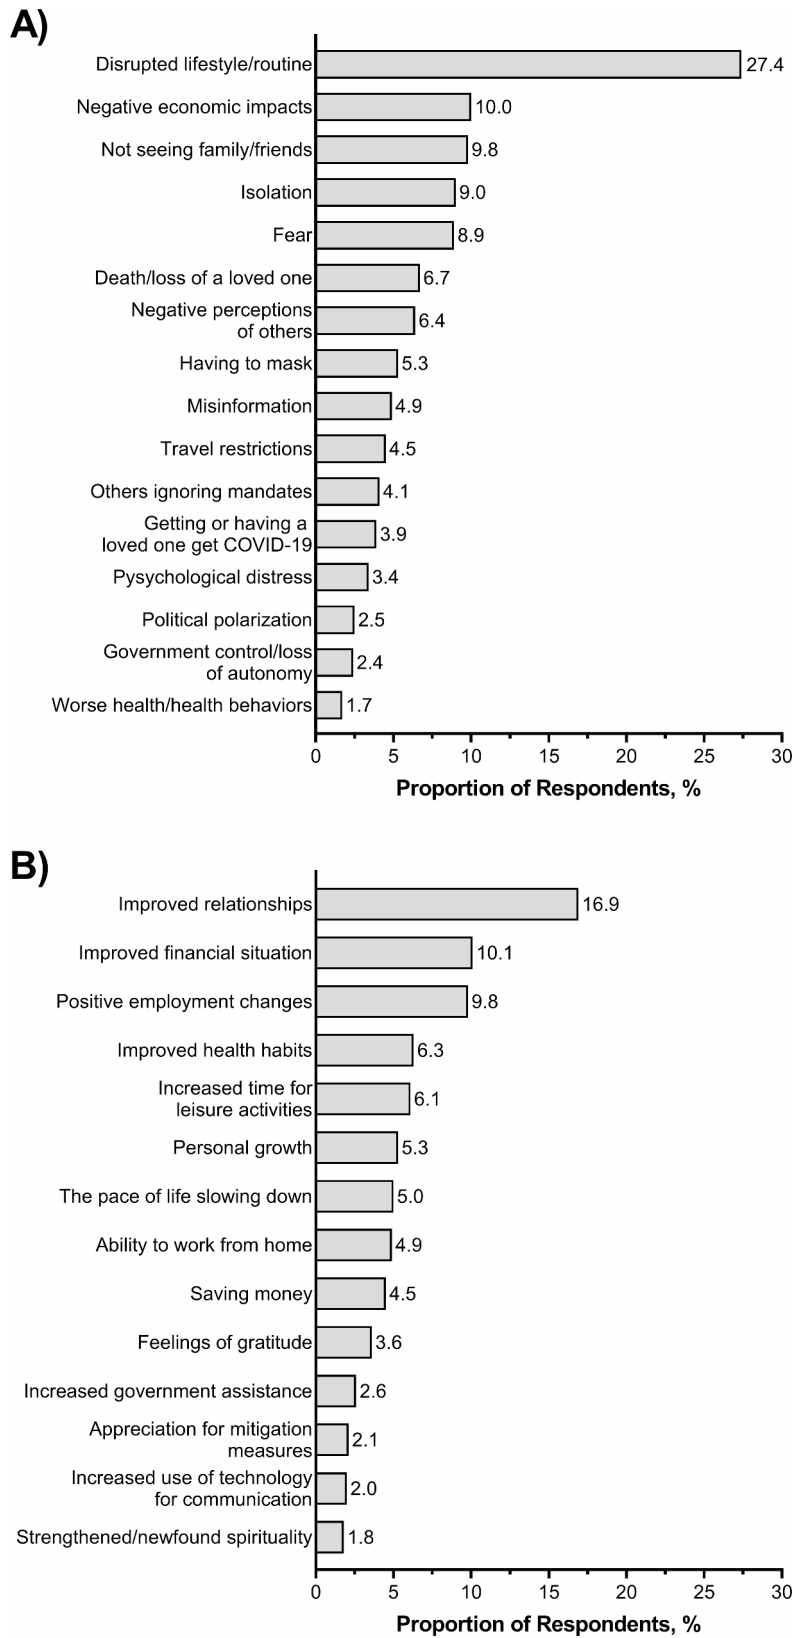 A)
Disrupted lifestyle/routine 27.4
Negative economic impacts 10.0
Not seeing family/friends 9.8
Isolation 9.0
Fear 8.9
Death/loss of a loved one 6.7
Negative perceptions
of others 6.4
Having to mask 5.3
Misinformation 4.9
Travel restrictions 4.5
Others ignoring mandates 4.1
Getting or having a
loved one get COVID-19 3.9
Pysychological distress 3.4
Political polarization 2.5
Government control/loss
of autonomy 2.4
Worse health/health behaviors 1.7
0 5 10 15 20 25 30
Proportion of Respondents, %
B)
Improved relationships 16.9
Improved financial situation 10.1
Positive employment changes 9.8
Improved health habits 6.3
Increased time for
leisure activities 6.1
Personal growth 5.3
The pace of life slowing down 5.0
Ability to work from home 4.9
Saving money 4.5
Feelings of gratitude 3.6
Increased government assistance 2.6
Appreciation for mitigation
measures 2.1
Increased use of technology
for communication 2.0
Strengthened/newfound spirituality 1.8
0 5 10 15 20 25 30
Proportion of Respondents, %